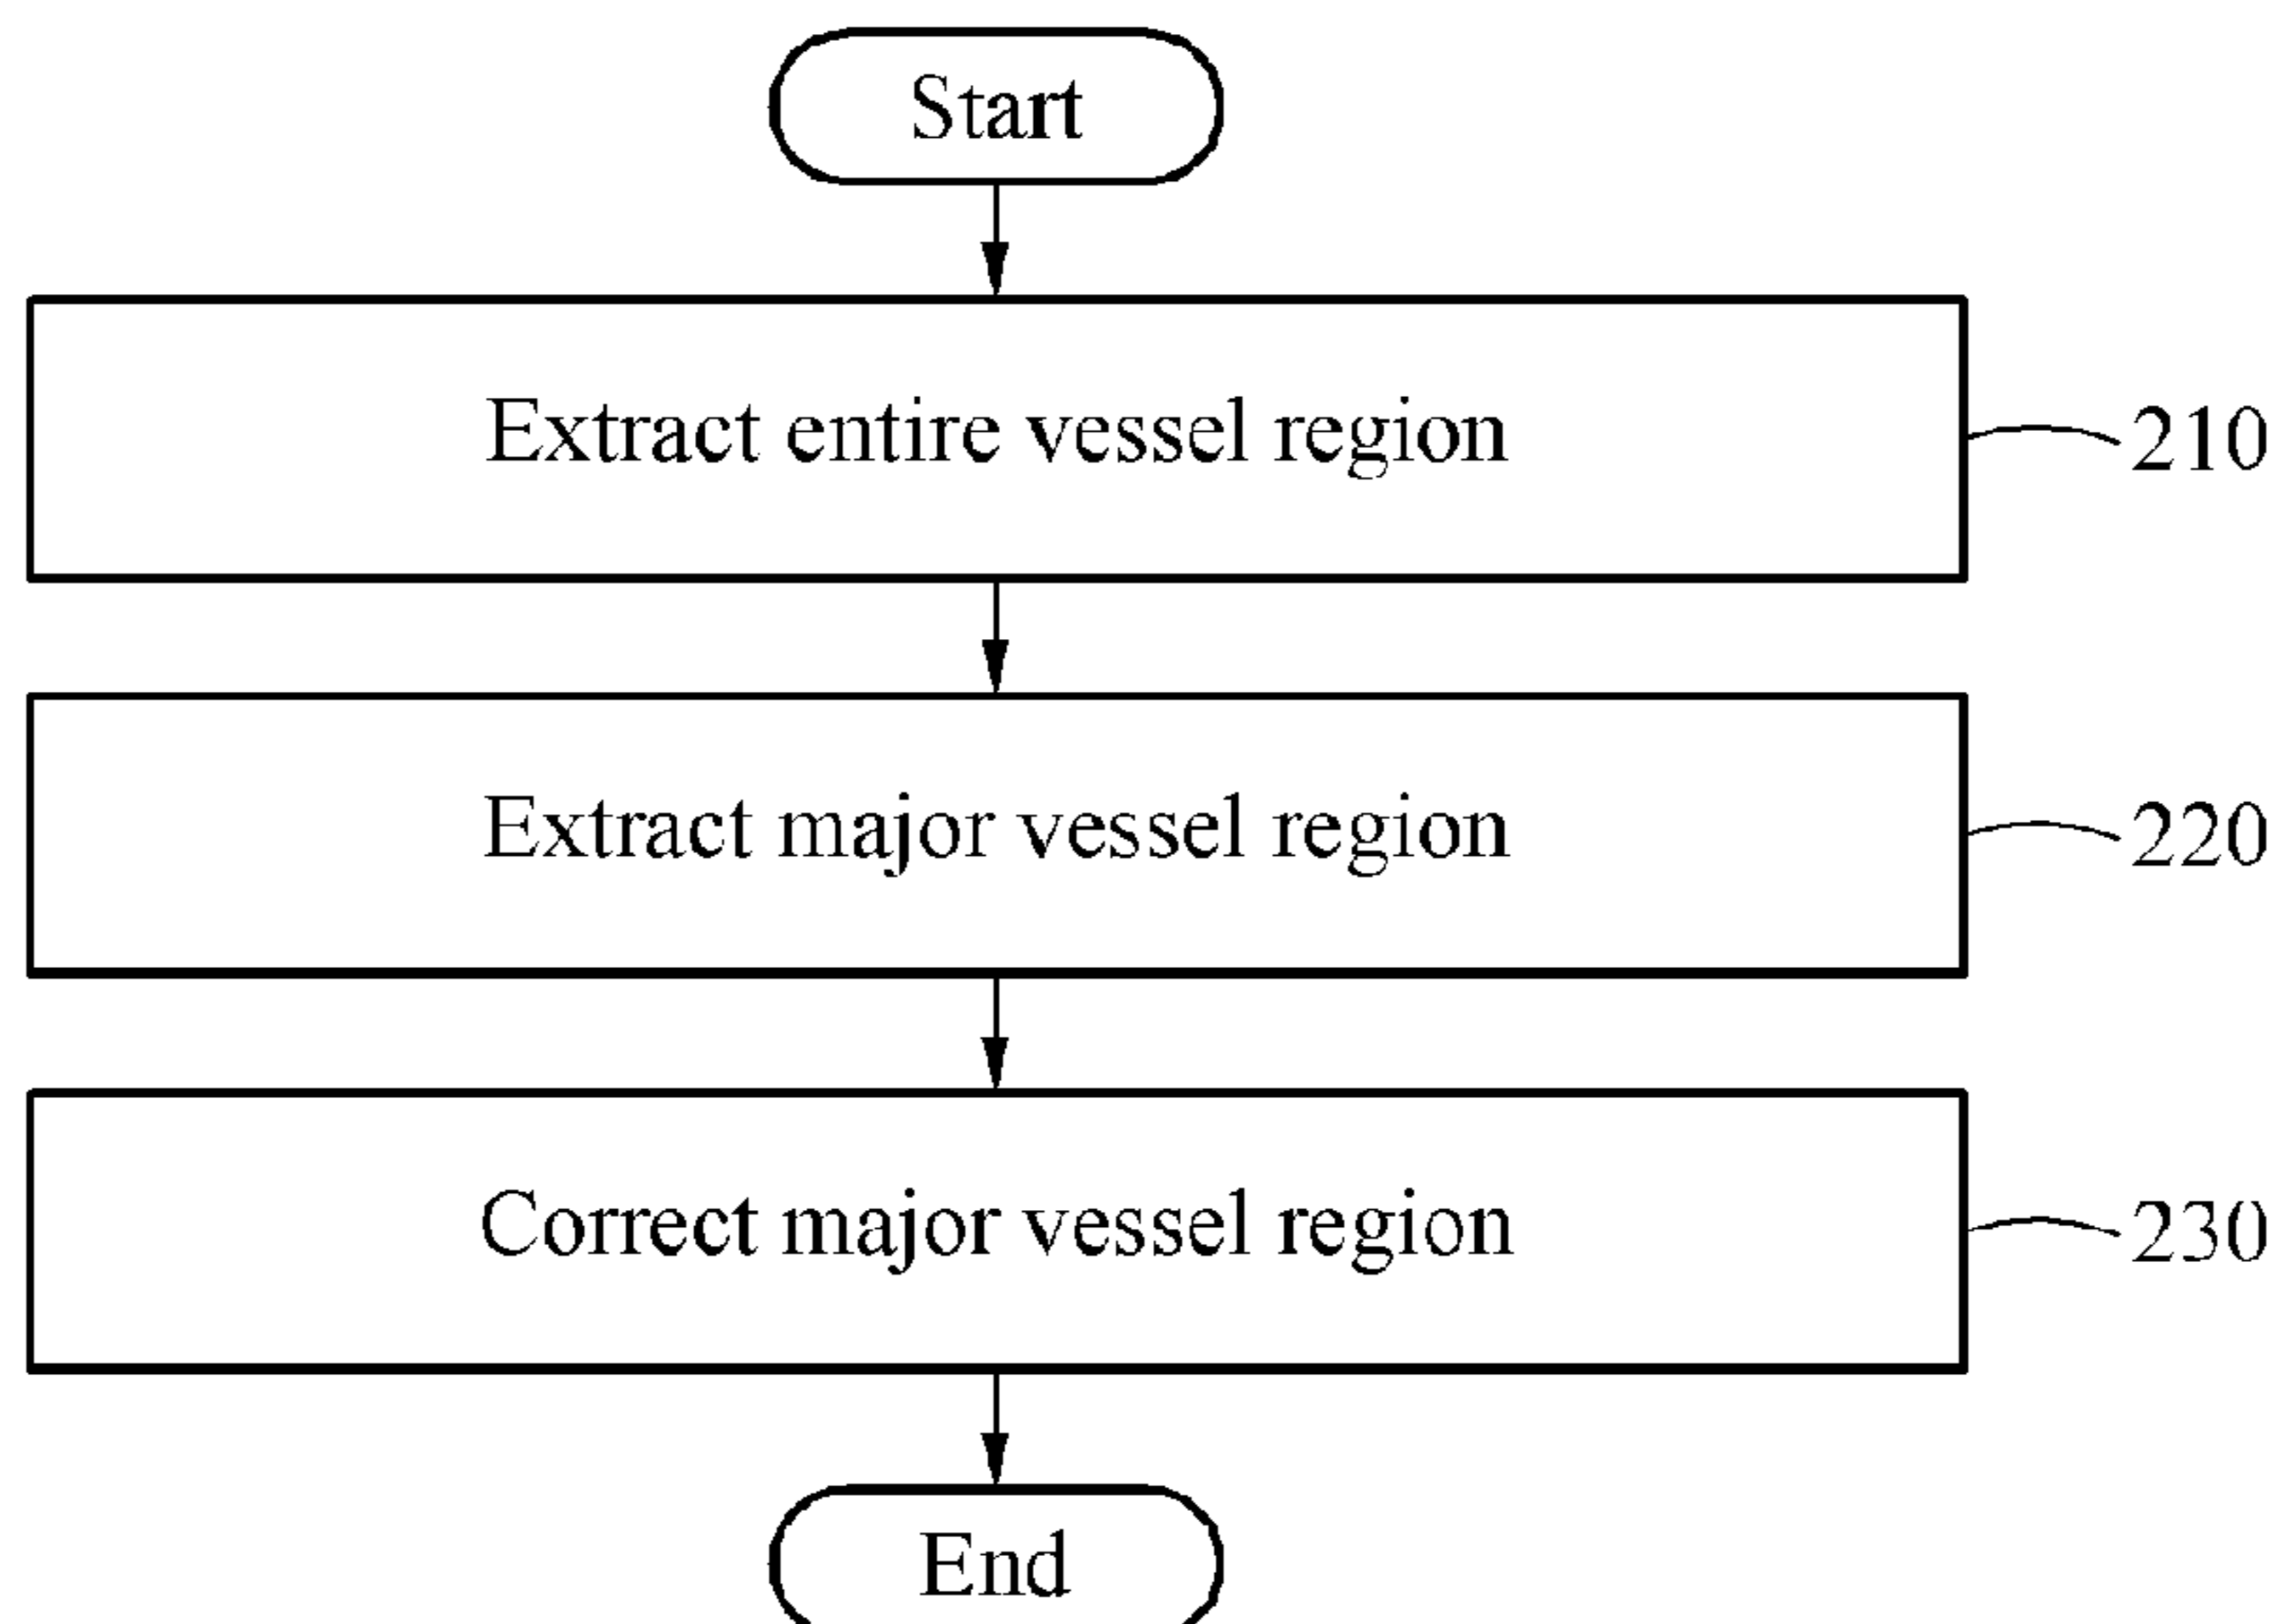 Start
Extract entire vessel region
210
Extract major vessel region
220
Correct major vessel region
230
End